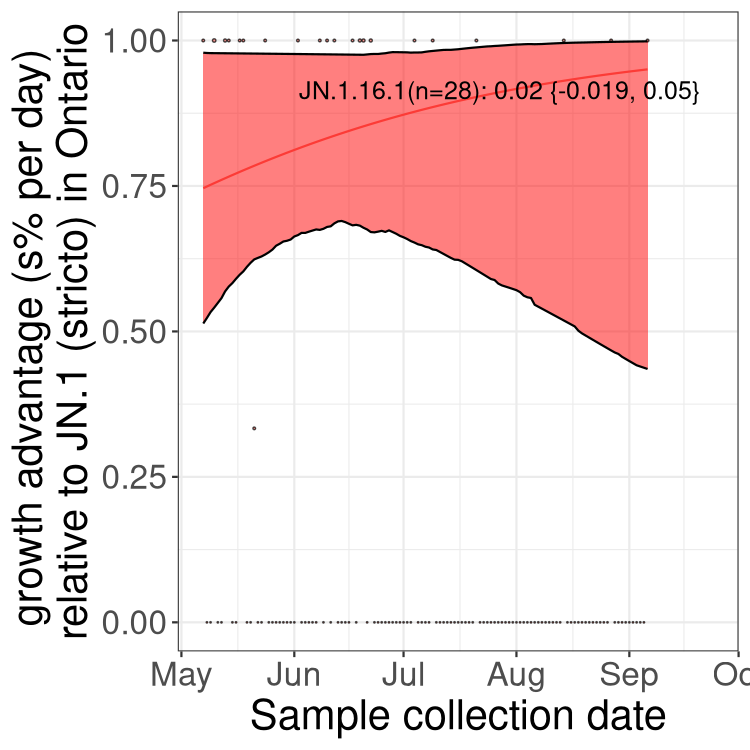 growth advantage (s% per day)
relative to JN.1 (stricto) in Ontario
1.00
0.75
0.50
0.25
0.00
JN.1.16.1(n=28): 0.02 {-0.019, 0.05}
May Jun Jul Aug Sep Oc
Sample collection date